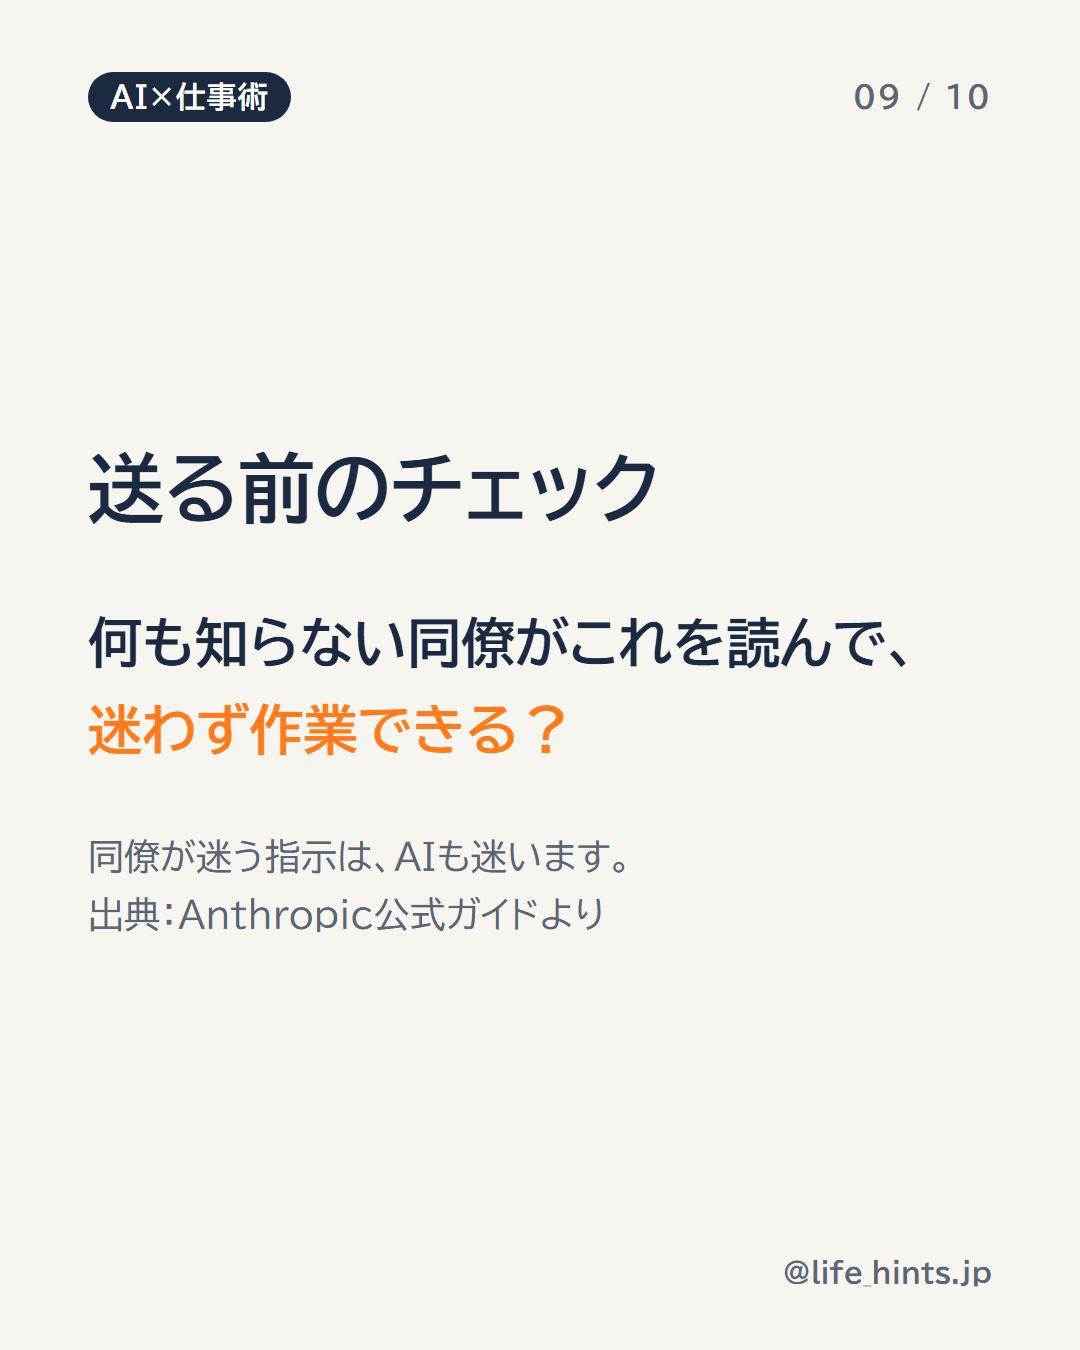 AI×仕事術
09 / 10
送る前のチェック
何も知らない同僚がこれを読んで、
迷わず作業できる？
同僚が迷う指示は、AIも迷います。
出典：Anthropic公式ガイドより
@life_hints.jp